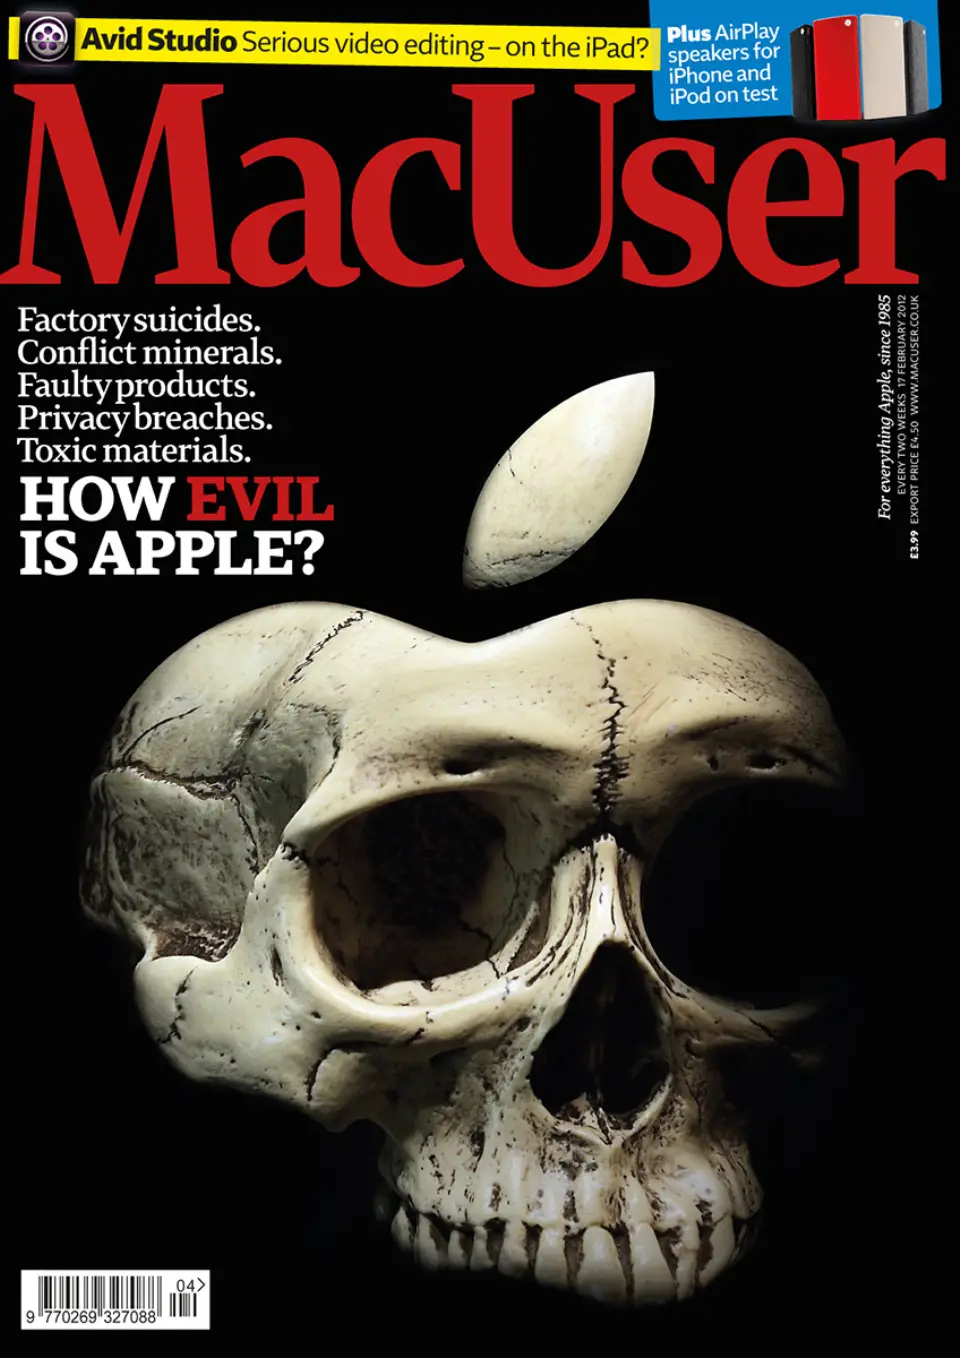 Avid Studio Serious video editing – on the iPad?
Plus AirPlay
speakers for
iPhone and
iPod on test
MacUser
Factory suicides.
Conflict minerals.
Faulty products.
Privacy breaches.
Toxic materials.
HOW EVIL
IS APPLE?
For everything Apple, since 1985
EVERY TWO WEEKS 17 FEBRUARY 2012
£3.99 EXPORT PRICE £4.50 WWW.MACUSER.CO.UK
04>
9 770269 327088